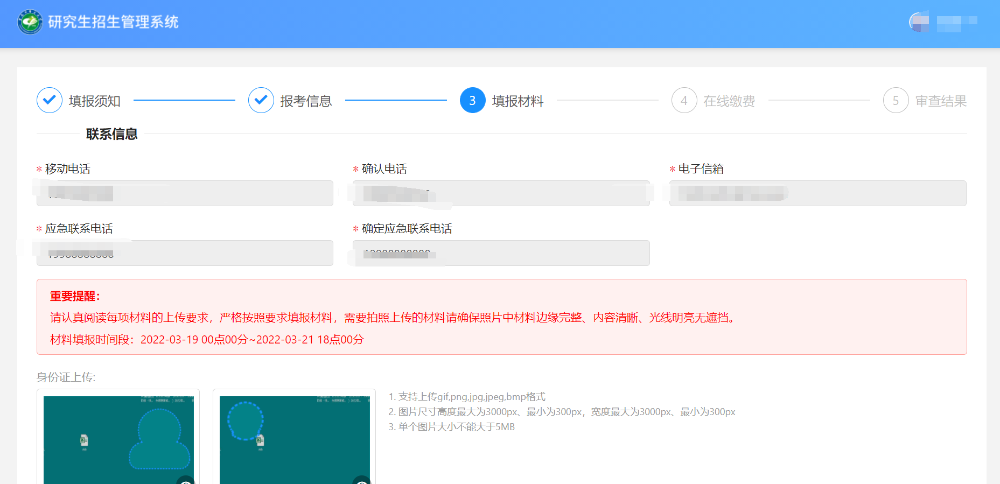 研究生招生管理系统
填报须知
报考信息
3 填报材料
4 在线缴费
5 审查结果
联系信息
* 移动电话
* 确认电话
* 电子信箱
* 应急联系电话
* 确定应急联系电话
重要提醒：
请认真阅读每项材料的上传要求，严格按照要求填报材料，需要拍照上传的材料请确保照片中材料边缘完整、内容清晰、光线明亮无遮挡。
材料填报时间段：2022-03-19 00点00分~2022-03-21 18点00分
身份证上传:
1. 支持上传gif,png,jpg,jpeg,bmp格式
2. 图片尺寸高度最大为3000px、最小为300px，宽度最大为3000px、最小为300px
3. 单个图片大小不能大于5MB